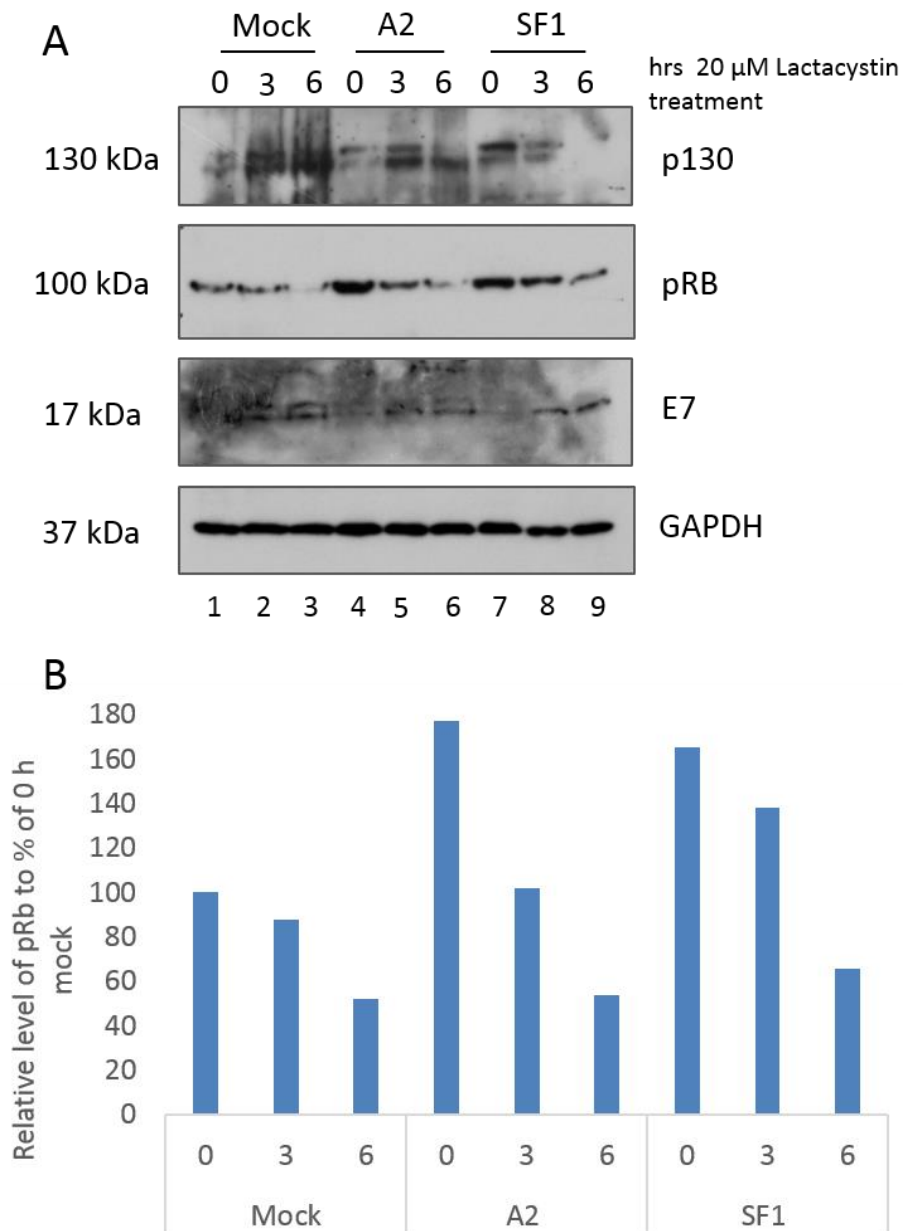 A
Mock A2 SF1
0 3 6 0 3 6 0 3 6
hrs 20 µM Lactacystin
treatment
130 kDa p130
100 kDa pRB
17 kDa E7
37 kDa GAPDH
1 2 3 4 5 6 7 8 9
B
Relative level of pRb to % of 0 h
mock
180
160
140
120
100
80
60
40
20
0
0 3 6 0 3 6 0 3 6
Mock A2 SF1